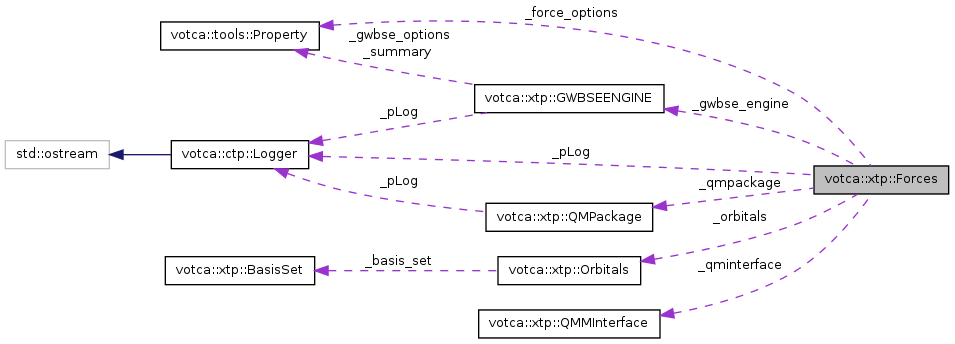 _force_options
votca::tools::Property
_gwbse_options
_summary
votca::xtp::GWBSEENGINE
_gwbse_engine
_pLog
std::ostream
votca::ctp::Logger
_pLog
votca::xtp::Forces
_pLog
_qmpackage
votca::xtp::QMPackage
_orbitals
_basis_set
votca::xtp::BasisSet
votca::xtp::Orbitals
_qminterface
votca::xtp::QMMInterface